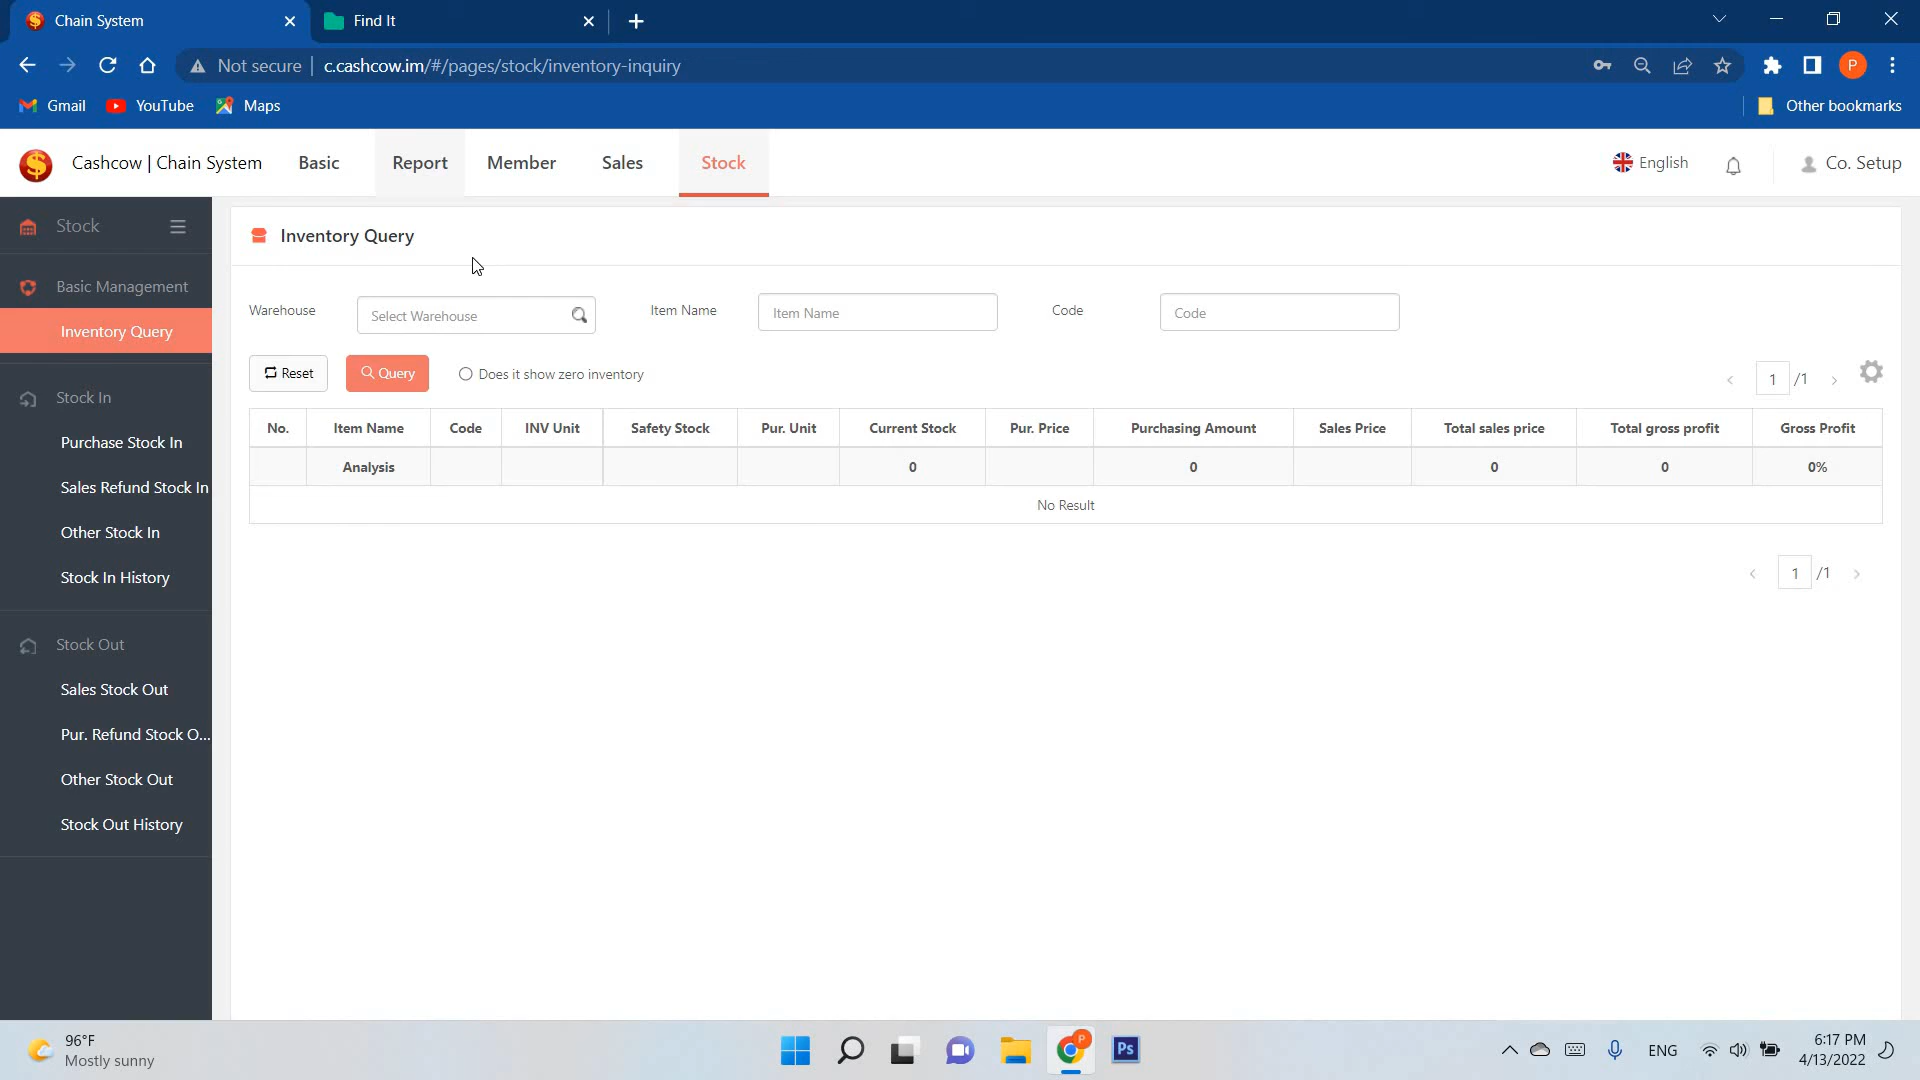 Chain System
Find It
Not secure
c.cashcow.im/#/pages/stock/inventory-inquiry
P
Gmail
YouTube
Maps
Other bookmarks
Cashcow | Chain System
Basic
Report
Member
Sales
Stock
English
Co. Setup
Stock
Basic Management
Inventory Query
Stock In
Purchase Stock In
Sales Refund Stock In
Other Stock In
Stock In History
Stock Out
Sales Stock Out
Pur. Refund Stock O...
Other Stock Out
Stock Out History
Inventory Query
Warehouse
Select Warehouse
Item Name
Item Name
Code
Code
Reset
Query
Does it show zero inventory
1 /1
No. Item Name Code INV Unit Safety Stock Pur. Unit Current Stock Pur. Price Purchasing Amount Sales Price Total sales price Total gross profit Gross Profit
Analysis 0 0 0 0 0%
No Result
1 /1
96°F
Mostly sunny
P
Ps
ENG
6:17 PM
4/13/2022